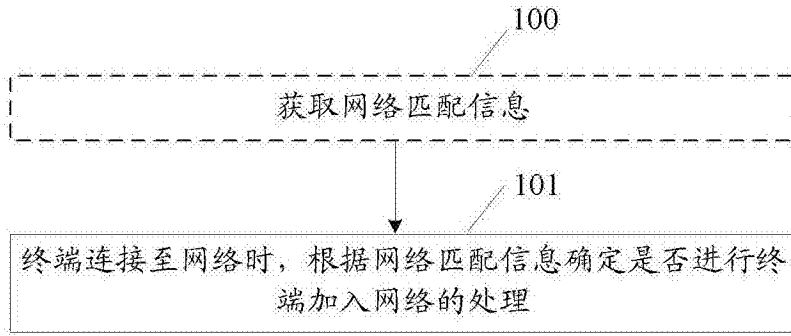 100
获取网络匹配信息
101
终端连接至网络时，根据网络匹配信息确定是否进行终
端加入网络的处理